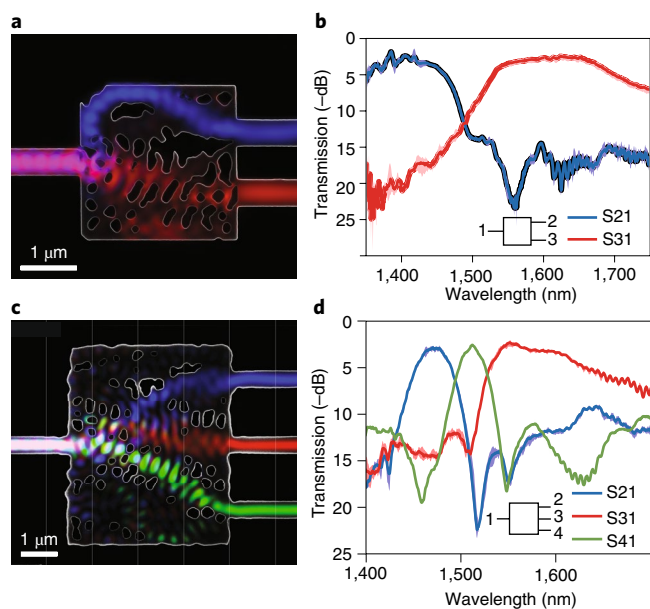 a
1 μm
b
Transmission (–dB)
0
5
10
15
20
25
1,400
1,500
1,600
1,700
Wavelength (nm)
1
2
3
S21
S31
c
1 μm
d
Transmission (–dB)
0
5
10
15
20
25
1,400
1,500
1,600
Wavelength (nm)
1
2
3
4
S21
S31
S41